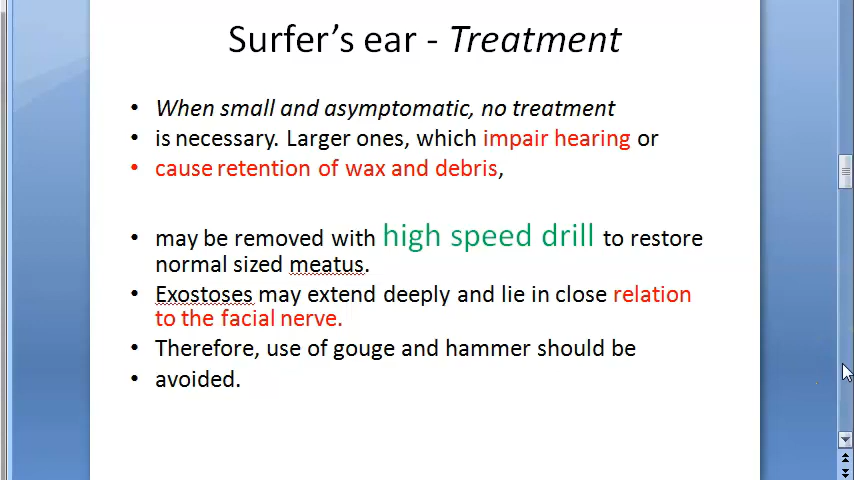 Surfer's ear - Treatment
• When small and asymptomatic, no treatment
• is necessary. Larger ones, which impair hearing or
• cause retention of wax and debris,
• may be removed with high speed drill to restore
normal sized meatus.
• Exostoses may extend deeply and lie in close relation
to the facial nerve.
• Therefore, use of gouge and hammer should be
• avoided.